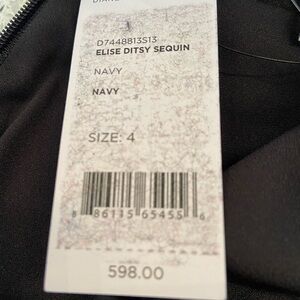 D7448813S13
ELISE DITSY SEQUIN
NAVY
NAVY
SIZE: 4
8 86115 65455 6
598.00